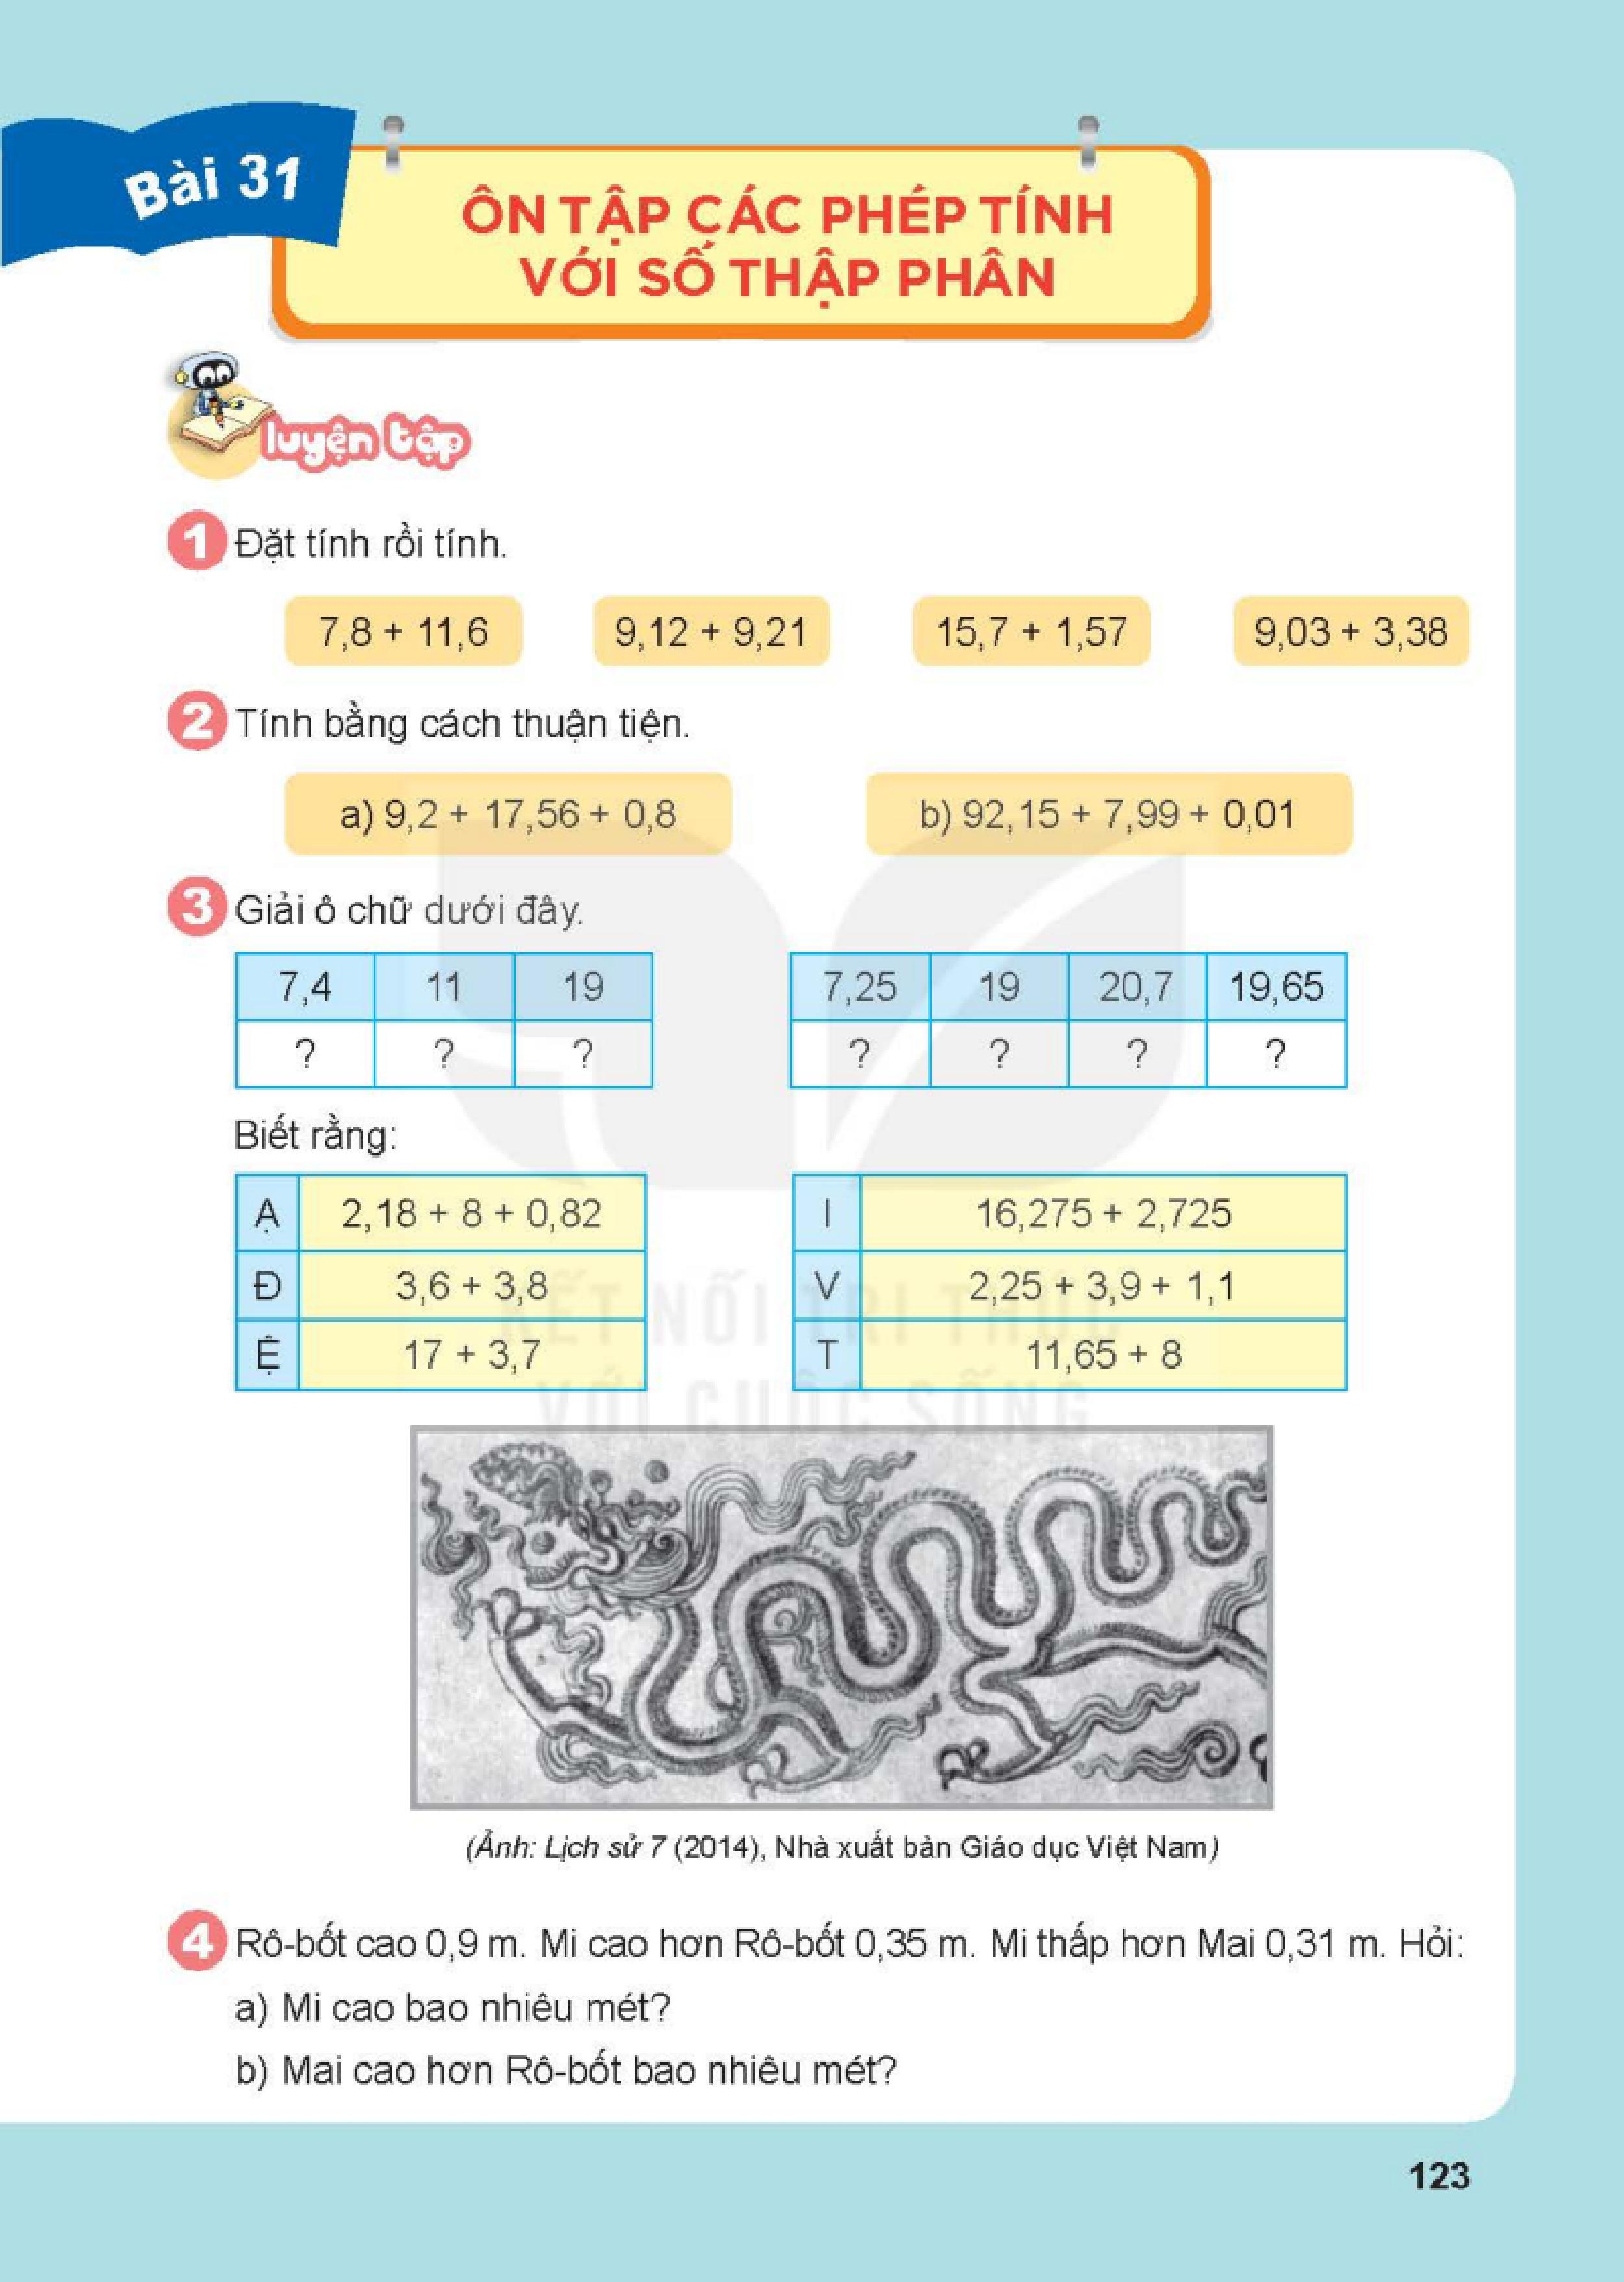 Bài 31
ÔN TẬP CÁC PHÉP TÍNH
VỚI SỐ THẬP PHÂN
luyện tập
1 Đặt tính rồi tính.
7,8 + 11,6 9,12 + 9,21 15,7 + 1,57 9,03 + 3,38
2 Tính bằng cách thuận tiện.
a) 9,2 + 17,56 + 0,8 b) 92,15 + 7,99 + 0,01
3 Giải ô chữ dưới đây.
7,4 11 19 7,25 19 20,7 19,65
? ? ? ? ? ? ?
Biết rằng:
Ạ 2,18 + 8 + 0,82 I 16,275 + 2,725
Đ 3,6 + 3,8 V 2,25 + 3,9 + 1,1
Ệ 17 + 3,7 T 11,65 + 8
KẾT NỐI TRI THỨC
VỚI CUỘC SỐNG
(Ảnh: Lịch sử 7 (2014), Nhà xuất bản Giáo dục Việt Nam)
4 Rô-bốt cao 0,9 m. Mi cao hơn Rô-bốt 0,35 m. Mi thấp hơn Mai 0,31 m. Hỏi:
a) Mi cao bao nhiêu mét?
b) Mai cao hơn Rô-bốt bao nhiêu mét?
123